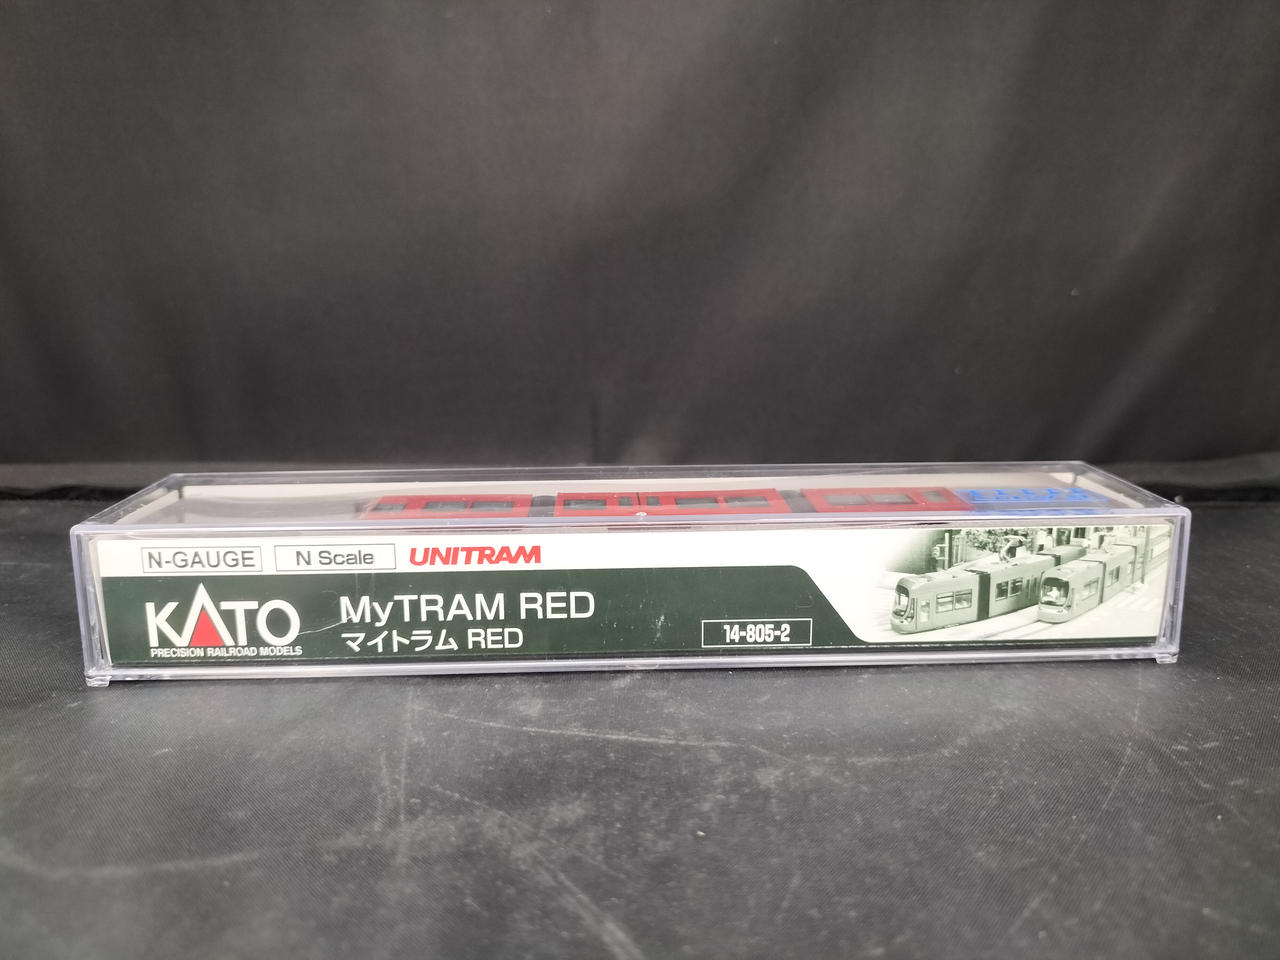 N-GAUGE
N Scale
UNITRAM
KATO
PRECISION RAILROAD MODELS
MyTRAM RED
マイトラム RED
14-805-2